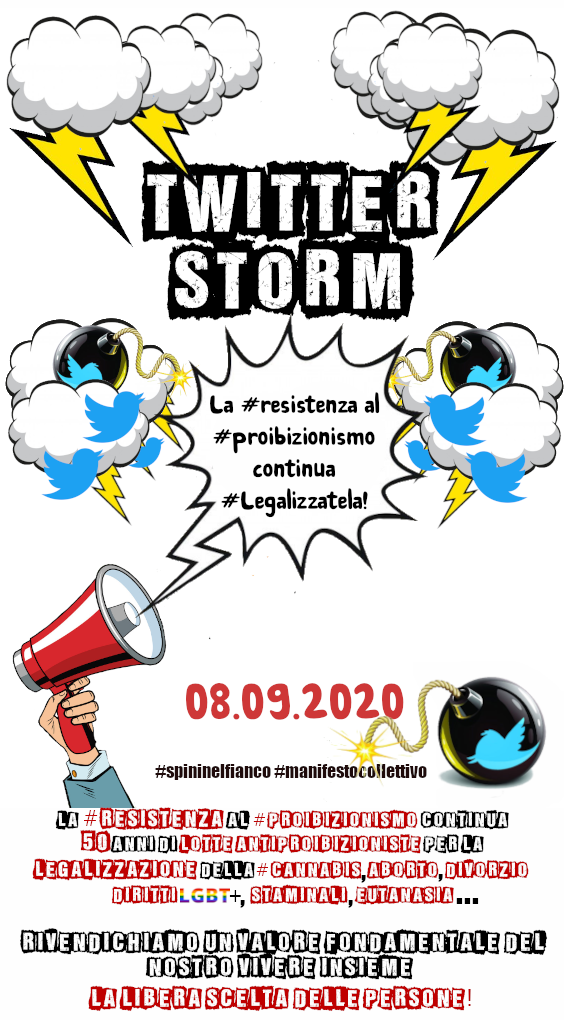 TWITTER
STORM
La #resistenza al
#proibizionismo
continua
#Legalizzatela!
08.09.2020
#spininelfianco #manifestocollettivo
LA #RESISTENZA AL #PROIBIZIONISMO CONTINUA
50 ANNI DI LOTTE ANTIPROIBIZIONISTE PER LA
LEGALIZZAZIONE DELLA # CANNABIS, ABORTO, DIVORZIO
DIRITTI LGBT+, STAMINALI, EUTANASIA ...
RIVENDICHIAMO UN VALORE FONDAMENTALE DEL
NOSTRO VIVERE INSIEME
LA LIBERA SCELTA DELLE PERSONE!